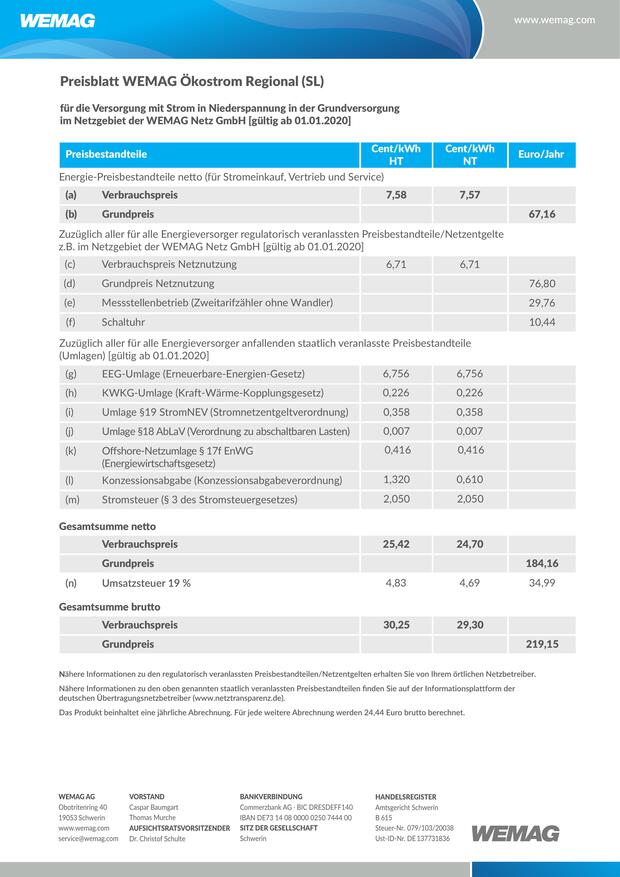 WEMAG
www.wemag.com
Preisblatt WEMAG Ökostrom Regional (SL)
für die Versorgung mit Strom in Niederspannung in der Grundversorgung
im Netzgebiet der WEMAG Netz GmbH [gültig ab 01.01.2020]
Preisbestandteile Cent/kWh HT Cent/kWh NT Euro/Jahr
Energie-Preisbestandteile netto (für Stromeinkauf, Vertrieb und Service)
(a) Verbrauchspreis 7,58 7,57
(b) Grundpreis 67,16
Zuzüglich aller für alle Energieversorger regulatorisch veranlassten Preisbestandteile/Netzentgelte
z.B. im Netzgebiet der WEMAG Netz GmbH [gültig ab 01.01.2020]
(c) Verbrauchspreis Netznutzung 6,71 6,71
(d) Grundpreis Netznutzung 76,80
(e) Messstellenbetrieb (Zweitarifzähler ohne Wandler) 29,76
(f) Schaltuhr 10,44
Zuzüglich aller für alle Energieversorger anfallenden staatlich veranlasste Preisbestandteile
(Umlagen) [gültig ab 01.01.2020]
(g) EEG-Umlage (Erneuerbare-Energien-Gesetz) 6,756 6,756
(h) KWKG-Umlage (Kraft-Wärme-Kopplungsgesetz) 0,226 0,226
(i) Umlage §19 StromNEV (Stromnetzentgeltverordnung) 0,358 0,358
(j) Umlage §18 AbLaV (Verordnung zu abschaltbaren Lasten) 0,007 0,007
(k) Offshore-Netzumlage § 17f EnWG 0,416 0,416
(Energiewirtschaftsgesetz)
(l) Konzessionsabgabe (Konzessionsabgabeverordnung) 1,320 0,610
(m) Stromsteuer (§ 3 des Stromsteuergesetzes) 2,050 2,050
Gesamtsumme netto
Verbrauchspreis 25,42 24,70
Grundpreis 184,16
(n) Umsatzsteuer 19 % 4,83 4,69 34,99
Gesamtsumme brutto
Verbrauchspreis 30,25 29,30
Grundpreis 219,15
Nähere Informationen zu den regulatorisch veranlassten Preisbestandteilen/Netzentgelten erhalten Sie von Ihrem örtlichen Netzbetreiber.
Nähere Informationen zu den oben genannten staatlich veranlassten Preisbestandteilen finden Sie auf der Informationsplattform der
deutschen Übertragungsnetzbetreiber (www.netztransparenz.de).
Das Produkt beinhaltet eine jährliche Abrechnung. Für jede weitere Abrechnung werden 24,44 Euro brutto berechnet.
WEMAG AG
Obotritenring 40
19053 Schwerin
www.wemag.com
service@wemag.com
VORSTAND
Caspar Baumgart
Thomas Murche
AUFSICHTSRATSVORSITZENDER
Dr. Christof Schulte
BANKVERBINDUNG
Commerzbank AG · BIC DRESDEFF140
IBAN DE73 14 08 0000 0250 7444 00
SITZ DER GESELLSCHAFT
Schwerin
HANDELSREGISTER
Amtsgericht Schwerin
B 615
Steuer-Nr. 079/103/20038
Ust-ID-Nr. DE137731836
WEMAG